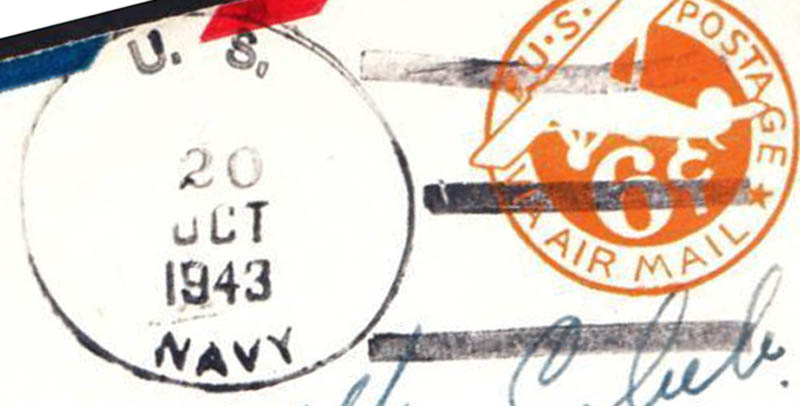 U. S.
20
OCT
1943
NAVY
U.S. POSTAGE
VIA AIR MAIL
6¢